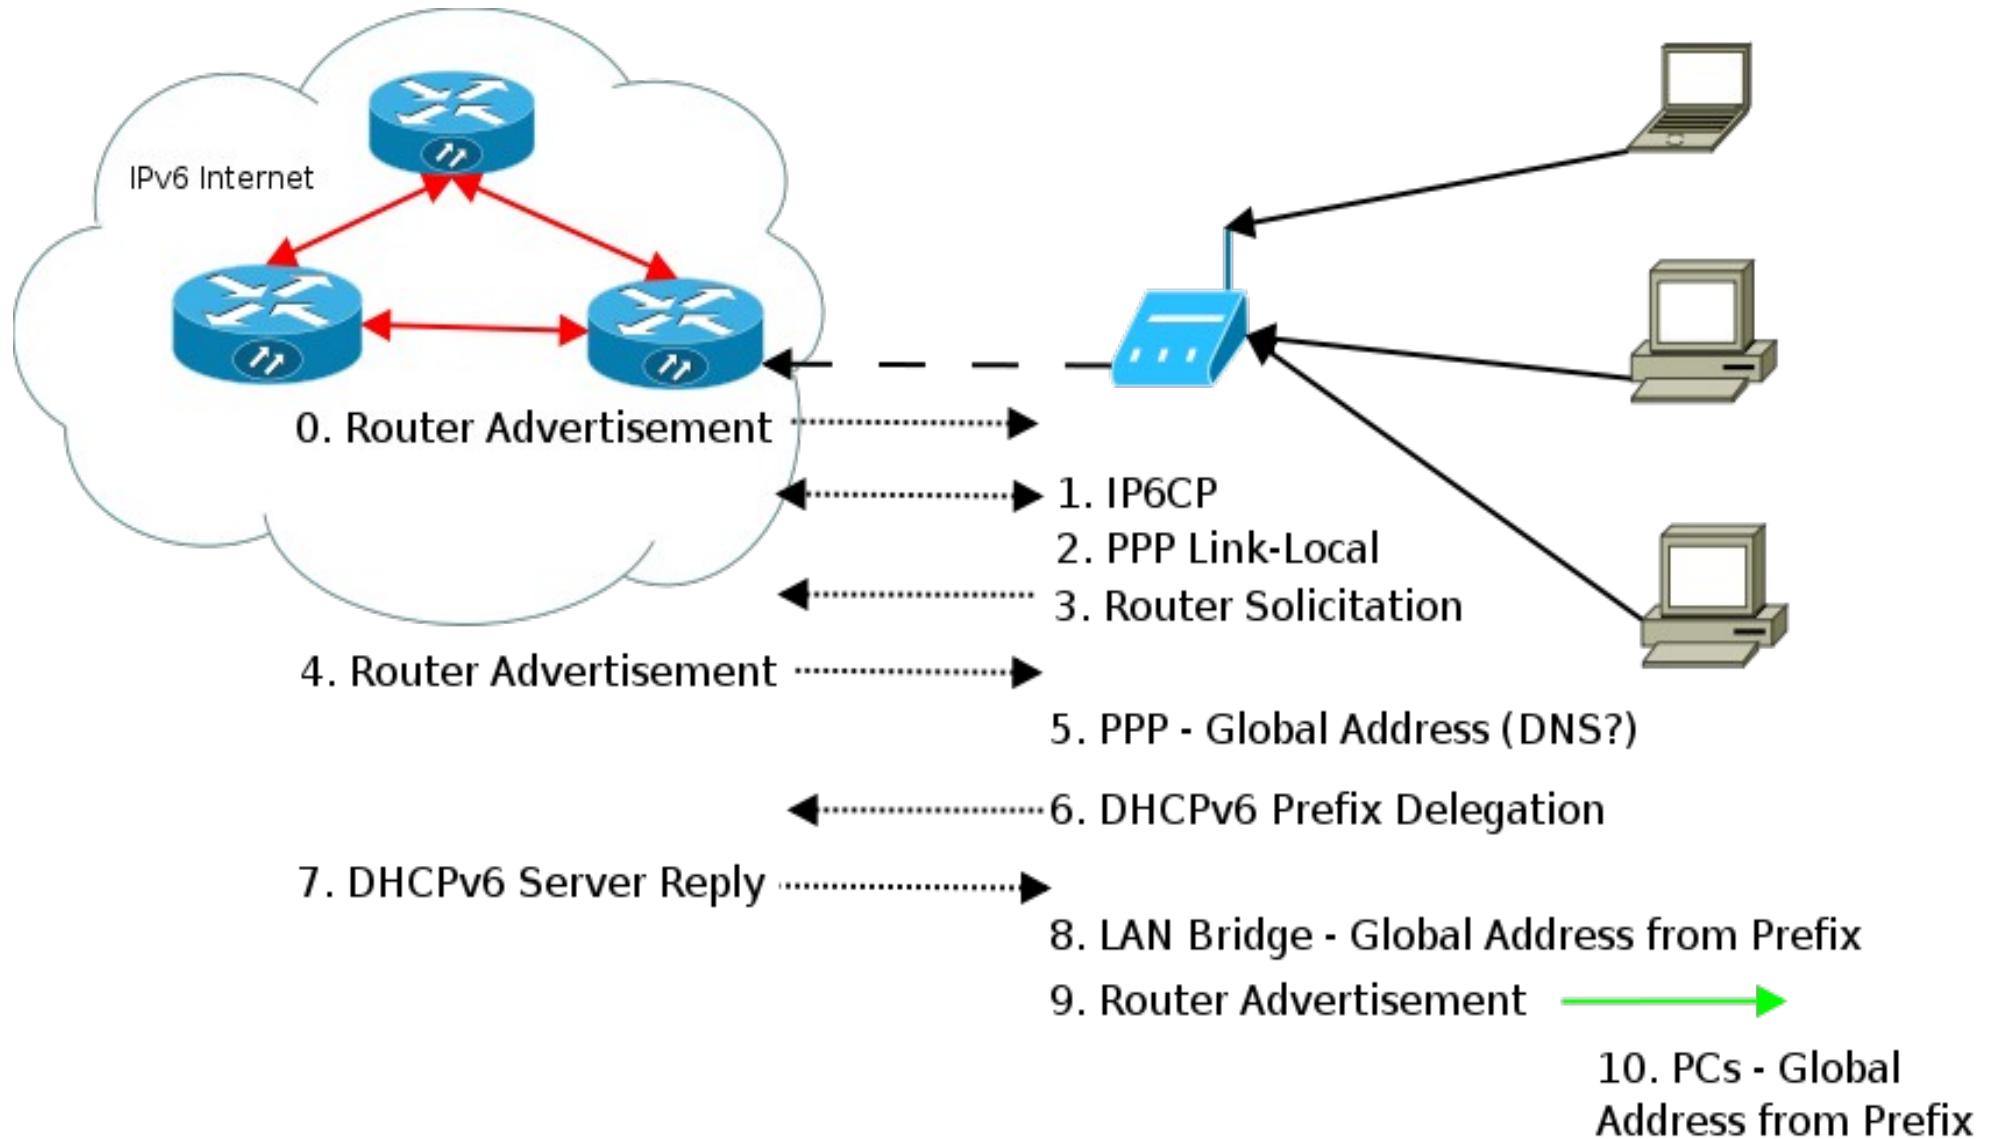 IPv6 Internet
0. Router Advertisement
1. IP6CP
2. PPP Link-Local
3. Router Solicitation
4. Router Advertisement
5. PPP - Global Address (DNS?)
6. DHCPv6 Prefix Delegation
7. DHCPv6 Server Reply
8. LAN Bridge - Global Address from Prefix
9. Router Advertisement
10. PCs - Global
Address from Prefix